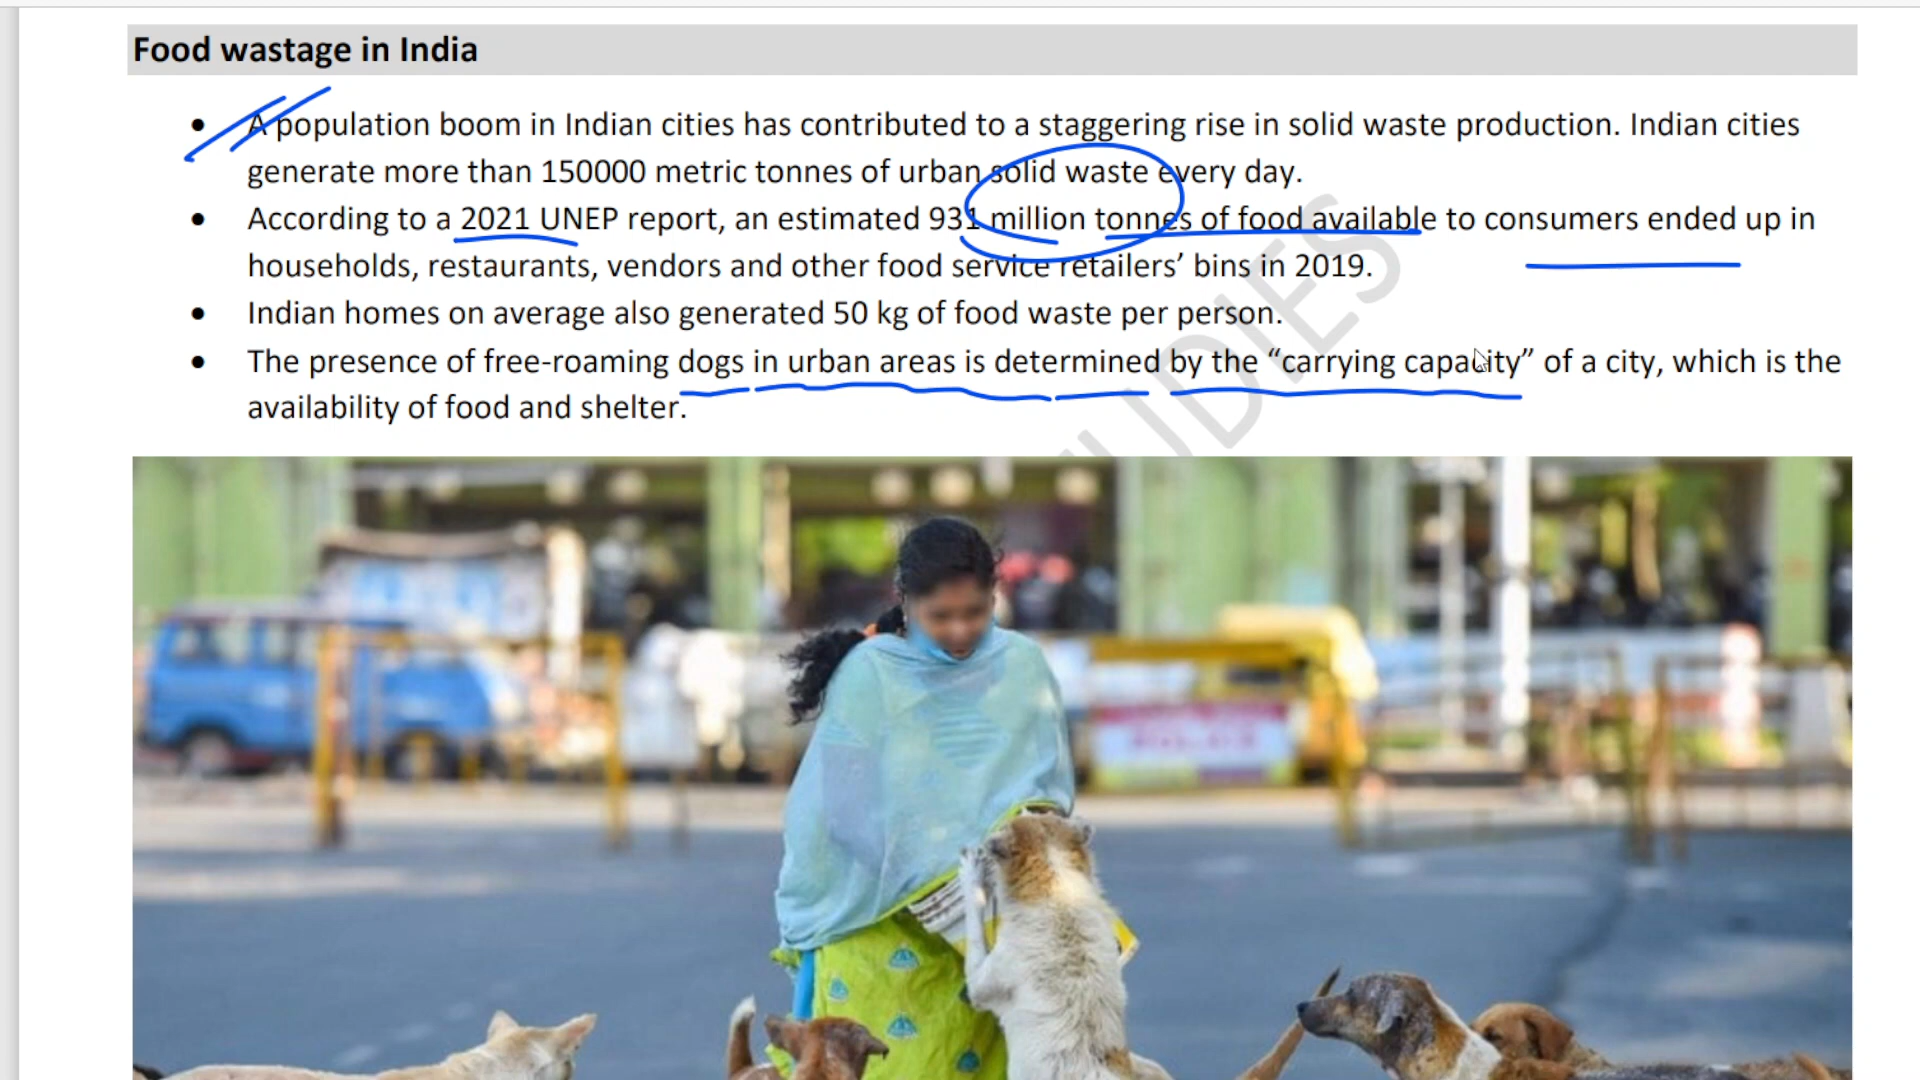 Food wastage in India
• A population boom in Indian cities has contributed to a staggering rise in solid waste production. Indian cities
generate more than 150000 metric tonnes of urban solid waste every day.
• According to a 2021 UNEP report, an estimated 931 million tonnes of food available to consumers ended up in
households, restaurants, vendors and other food service retailers’ bins in 2019.
• Indian homes on average also generated 50 kg of food waste per person.
• The presence of free-roaming dogs in urban areas is determined by the “carrying capacity” of a city, which is the
availability of food and shelter.